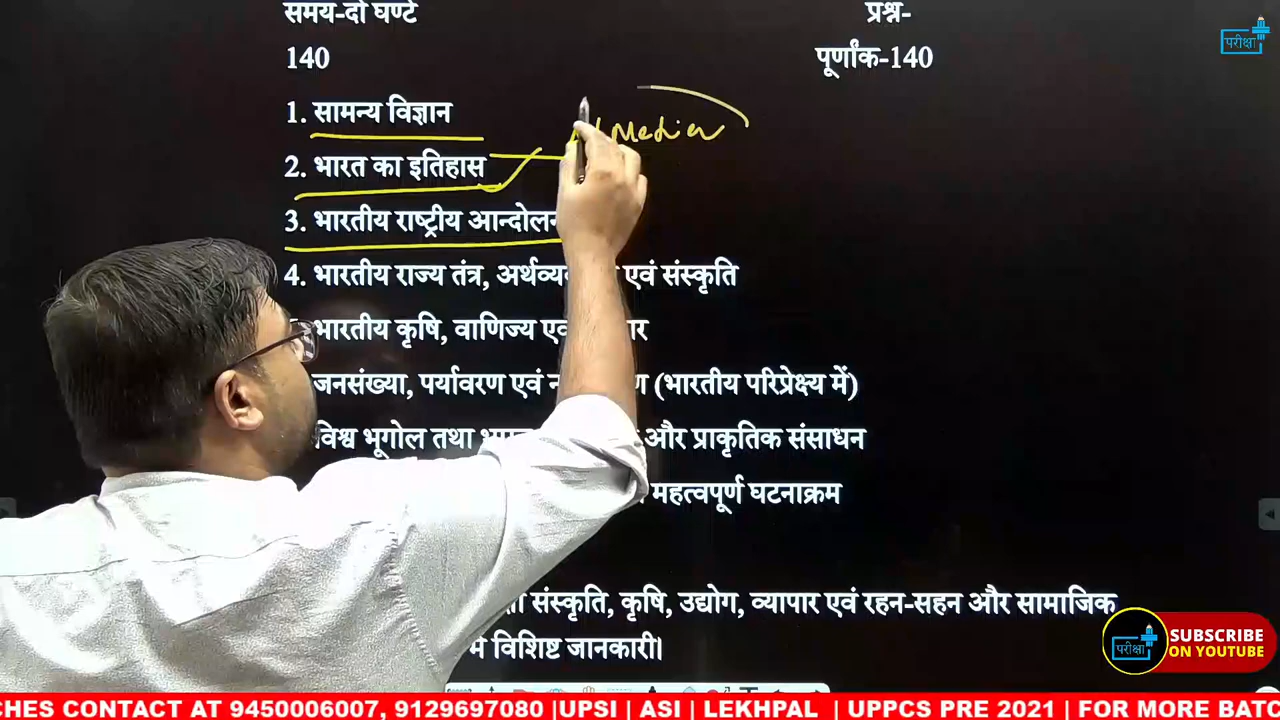 समय-दो घण्टे प्रश्न-
140 पूर्णांक-140
परीक्षा
1. सामन्य विज्ञान
Median
2. भारत का इतिहास
3. भारतीय राष्ट्रीय आन्दोलन
4. भारतीय राज्य तंत्र, एवं संस्कृति
भारतीय कृषि, वाणिज्य
जनसंख्या, पर्यावरण एवं (भारतीय परिप्रेक्ष्य में)
विश्व भूगोल तथा और प्राकृतिक संसाधन
महत्वपूर्ण घटनाक्रम
संस्कृति, कृषि, उद्योग, व्यापार एवं रहन-सहन और सामाजिक
में विशिष्ट जानकारी।
परीक्षा
SUBSCRIBE
ON YOUTUBE
CHES CONTACT AT 9450006007, 9129697080 |UPSI | ASI | LEKHPAL | UPPCS PRE 2021 | FOR MORE BATC